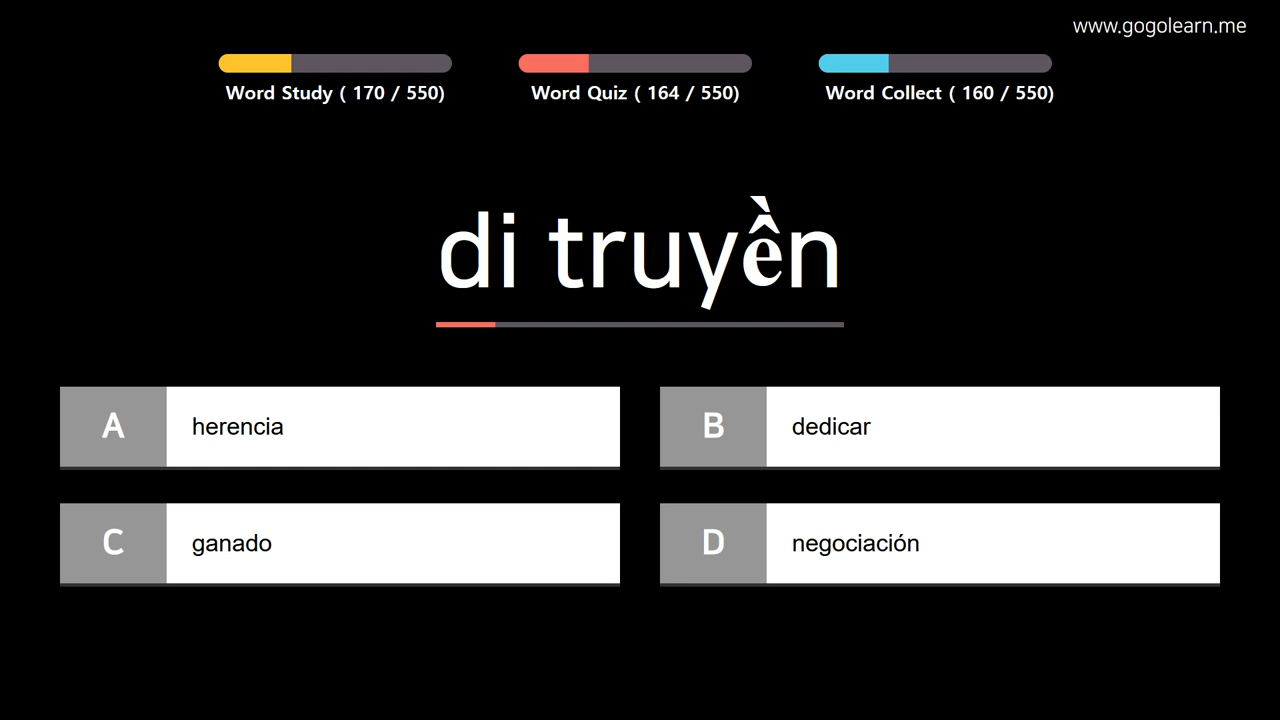 www.gogolearn.me
Word Study ( 170 / 550)
Word Quiz ( 164 / 550)
Word Collect ( 160 / 550)
di truyền
A herencia
B dedicar
C ganado
D negociación